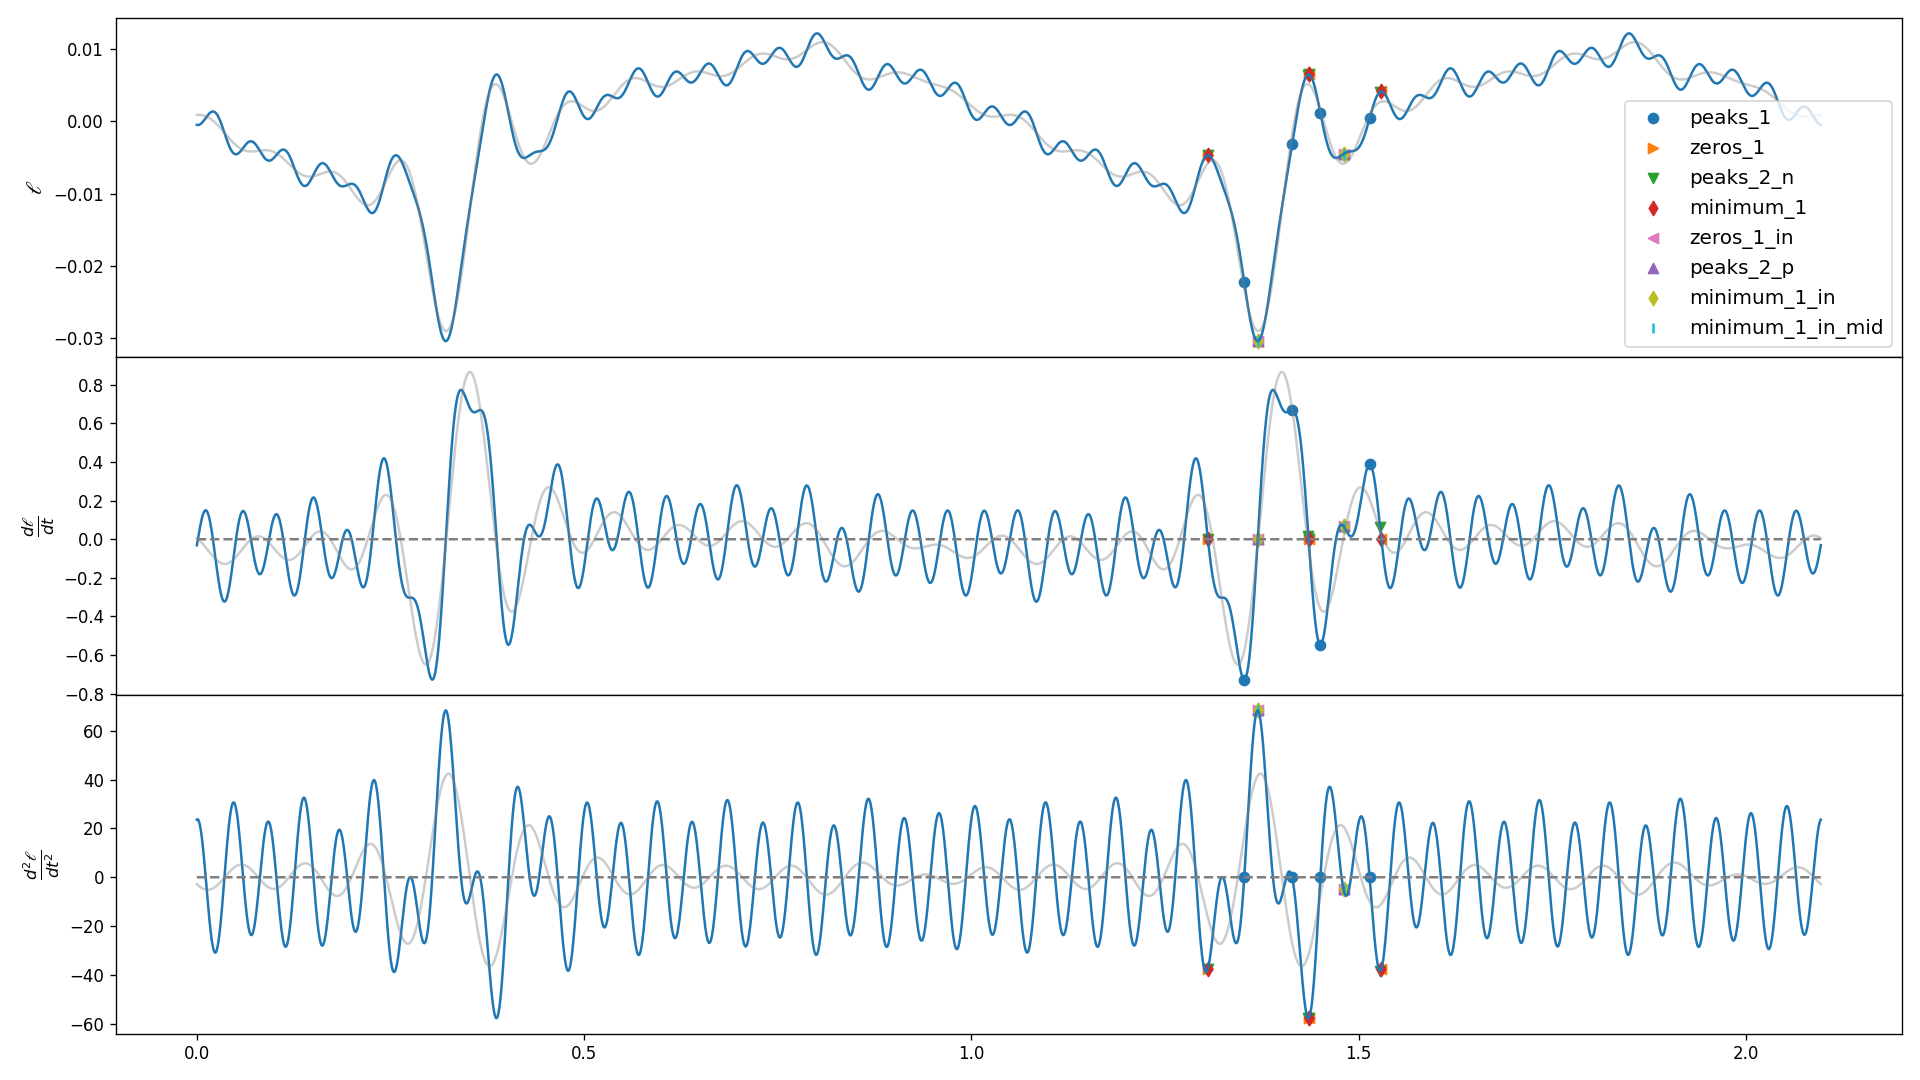 0.01
0.00
−0.01
−0.02
−0.03
ℓ
peaks_1
zeros_1
peaks_2_n
minimum_1
zeros_1_in
peaks_2_p
minimum_1_in
minimum_1_in_mid
0.8
0.6
0.4
0.2
0.0
−0.2
−0.4
−0.6
−0.8
dℓ
dt
60
40
20
0
−20
−40
−60
d²ℓ
dt²
0.0 0.5 1.0 1.5 2.0